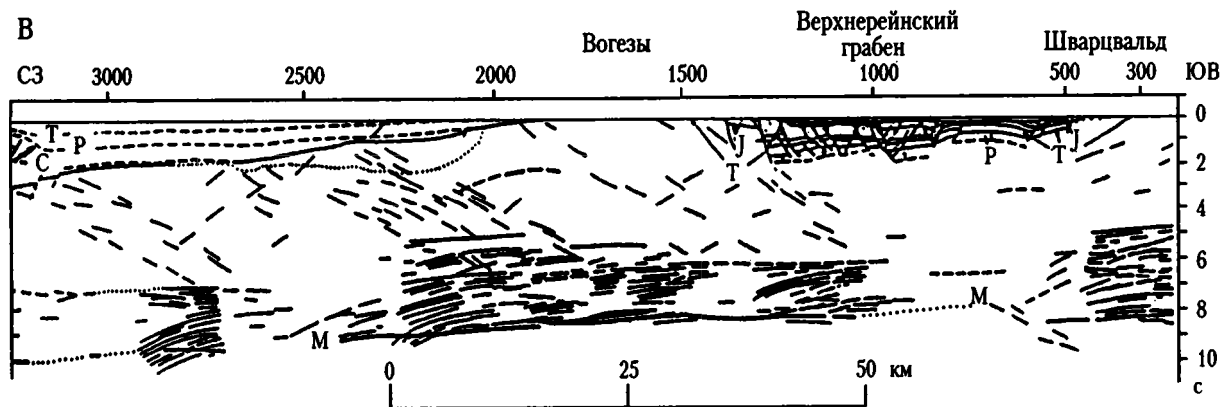 В
Вогезы
Верхнерейнский
грабен
Шварцвальд
СЗ 3000 2500 2000 1500 1000 500 300 ЮВ
0
Т Р J J
С Т Р Т
2
4
6
М М
8
10
с
0 25 50 км